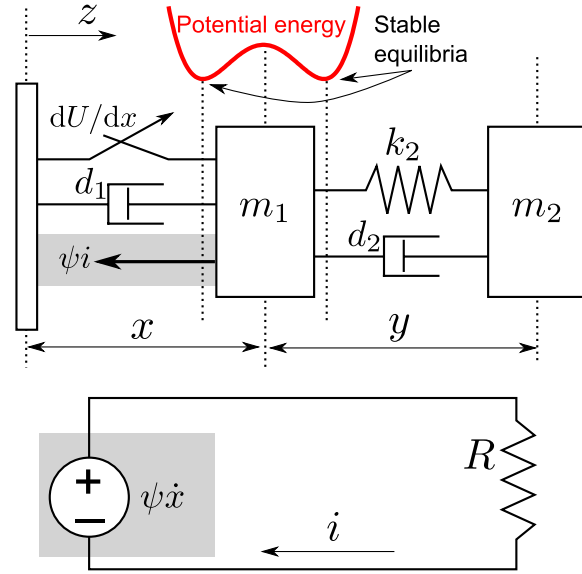 z
Potential energy
Stable
equilibria
dU/dx
k₂
d₁
m₁
m₂
d₂
ψi
x
y
+
−
ψẋ
R
i